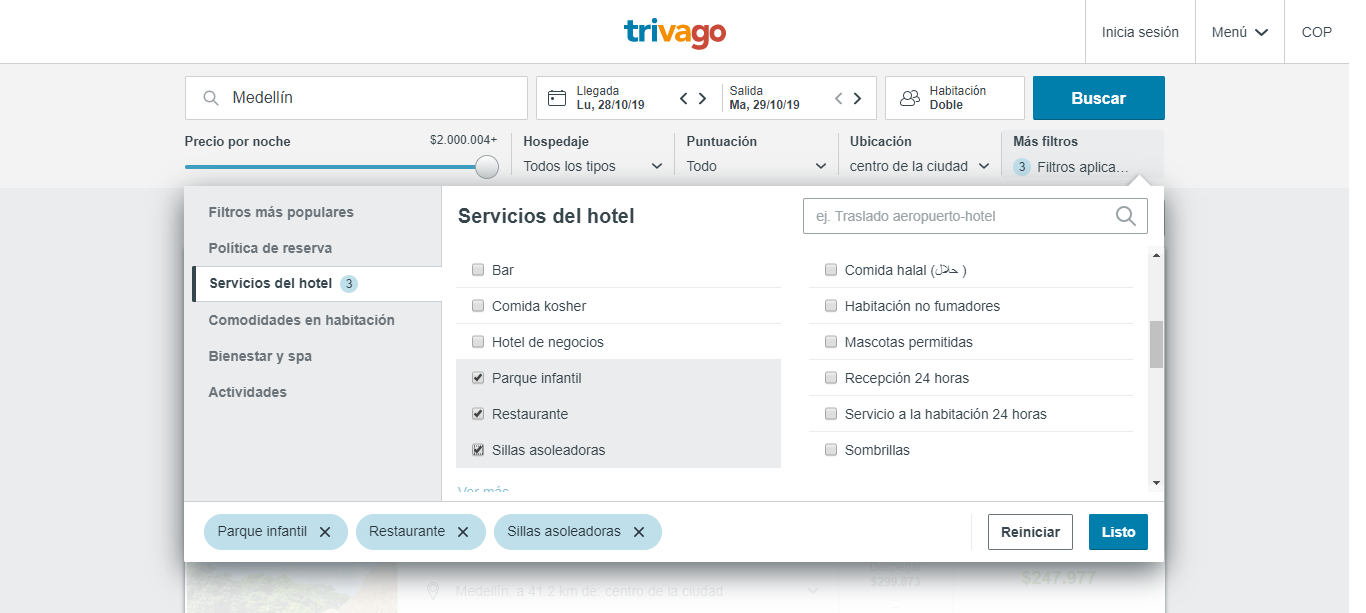 trivago
Inicia sesión
Menú
COP
Medellín
Llegada
Lu, 28/10/19
Salida
Ma, 29/10/19
Habitación
Doble
Buscar
Precio por noche
$2.000.004+
Hospedaje
Todos los tipos
Puntuación
Todo
Ubicación
centro de la ciudad
Más filtros
3 Filtros aplica...
Filtros más populares
Política de reserva
Servicios del hotel 3
Comodidades en habitación
Bienestar y spa
Actividades
Servicios del hotel
ej. Traslado aeropuerto-hotel
Bar
Comida kosher
Hotel de negocios
Parque infantil
Restaurante
Sillas asoleadoras
Ver más
Comida halal (حلال )
Habitación no fumadores
Mascotas permitidas
Recepción 24 horas
Servicio a la habitación 24 horas
Sombrillas
Parque infantil
Restaurante
Sillas asoleadoras
Reiniciar
Listo
Medellín, a 41.2 km de: centro de la ciudad
$299.873
$247.977